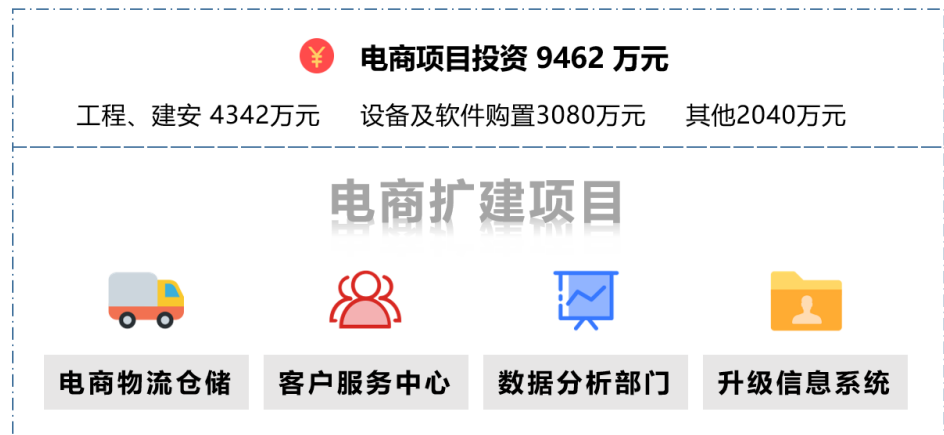 电商项目投资 9462 万元
工程、建安 4342万元 设备及软件购置3080万元 其他2040万元
电商扩建项目
电商物流仓储 客户服务中心 数据分析部门 升级信息系统